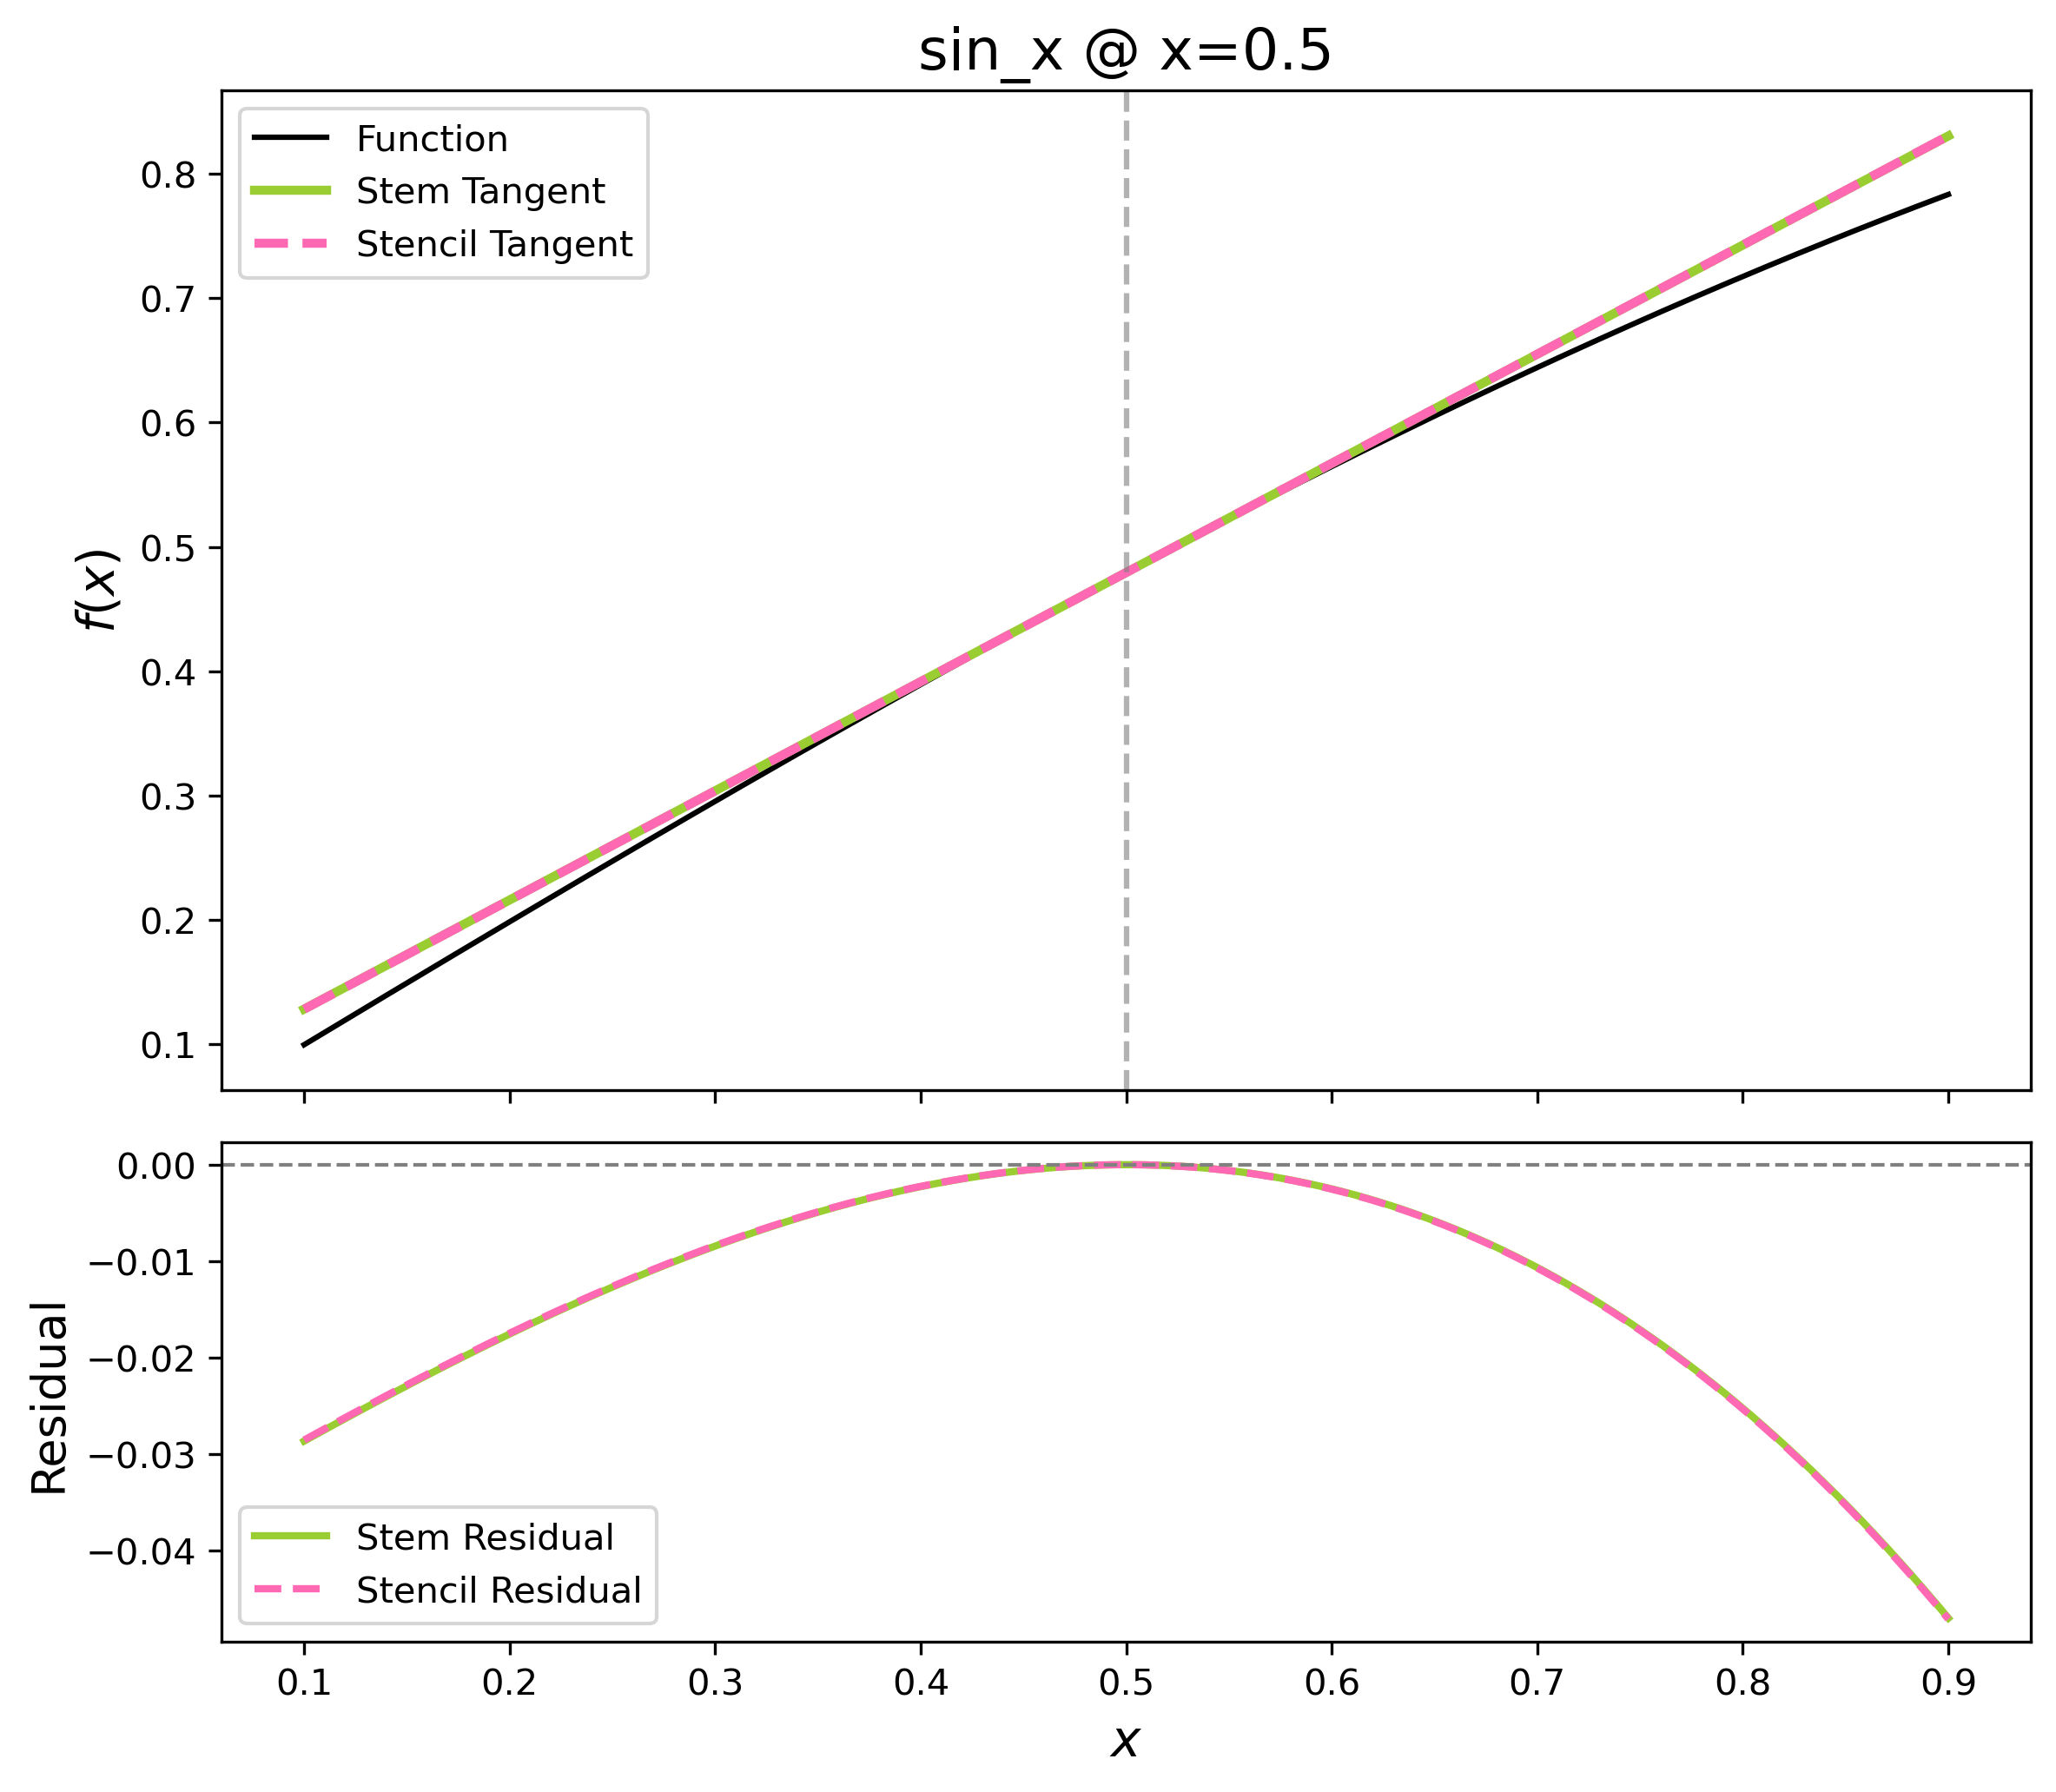 sin_x @ x=0.5
Function
Stem Tangent
Stencil Tangent
f(x)
0.8
0.7
0.6
0.5
0.4
0.3
0.2
0.1
Residual
0.00
−0.01
−0.02
−0.03
−0.04
Stem Residual
Stencil Residual
0.1 0.2 0.3 0.4 0.5 0.6 0.7 0.8 0.9
x